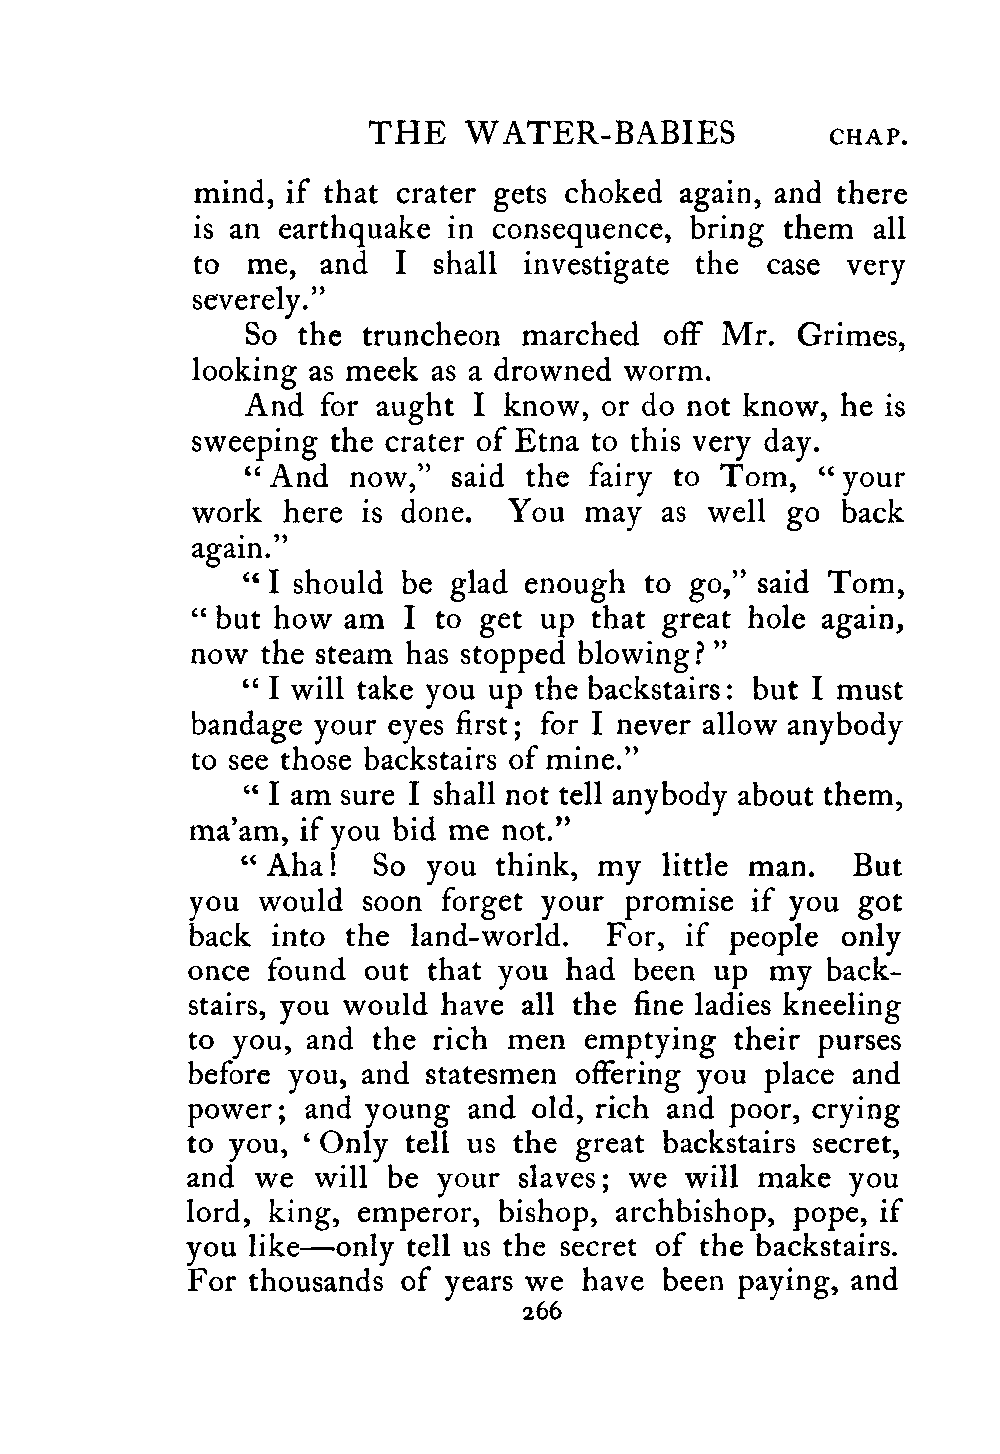 THE WATER-BABIES CHAP.
mind, if that crater gets choked again, and there
is an earthquake in consequence, bring them all
to me, and I shall investigate the case very
severely."
So the truncheon marched off Mr. Grimes,
looking as meek as a drowned worm.
And for aught I know, or do not know, he is
sweeping the crater of Etna to this very day.
"And now," said the fairy to Tom, "your
work here is done. You may as well go back
again."
"I should be glad enough to go," said Tom,
"but how am I to get up that great hole again,
now the steam has stopped blowing?"
"I will take you up the backstairs: but I must
bandage your eyes first; for I never allow anybody
to see those backstairs of mine."
"I am sure I shall not tell anybody about them,
ma'am, if you bid me not."
"Aha! So you think, my little man. But
you would soon forget your promise if you got
back into the land-world. For, if people only
once found out that you had been up my back-
stairs, you would have all the fine ladies kneeling
to you, and the rich men emptying their purses
before you, and statesmen offering you place and
power; and young and old, rich and poor, crying
to you, 'Only tell us the great backstairs secret,
and we will be your slaves; we will make you
lord, king, emperor, bishop, archbishop, pope, if
you like—only tell us the secret of the backstairs.
For thousands of years we have been paying, and
266